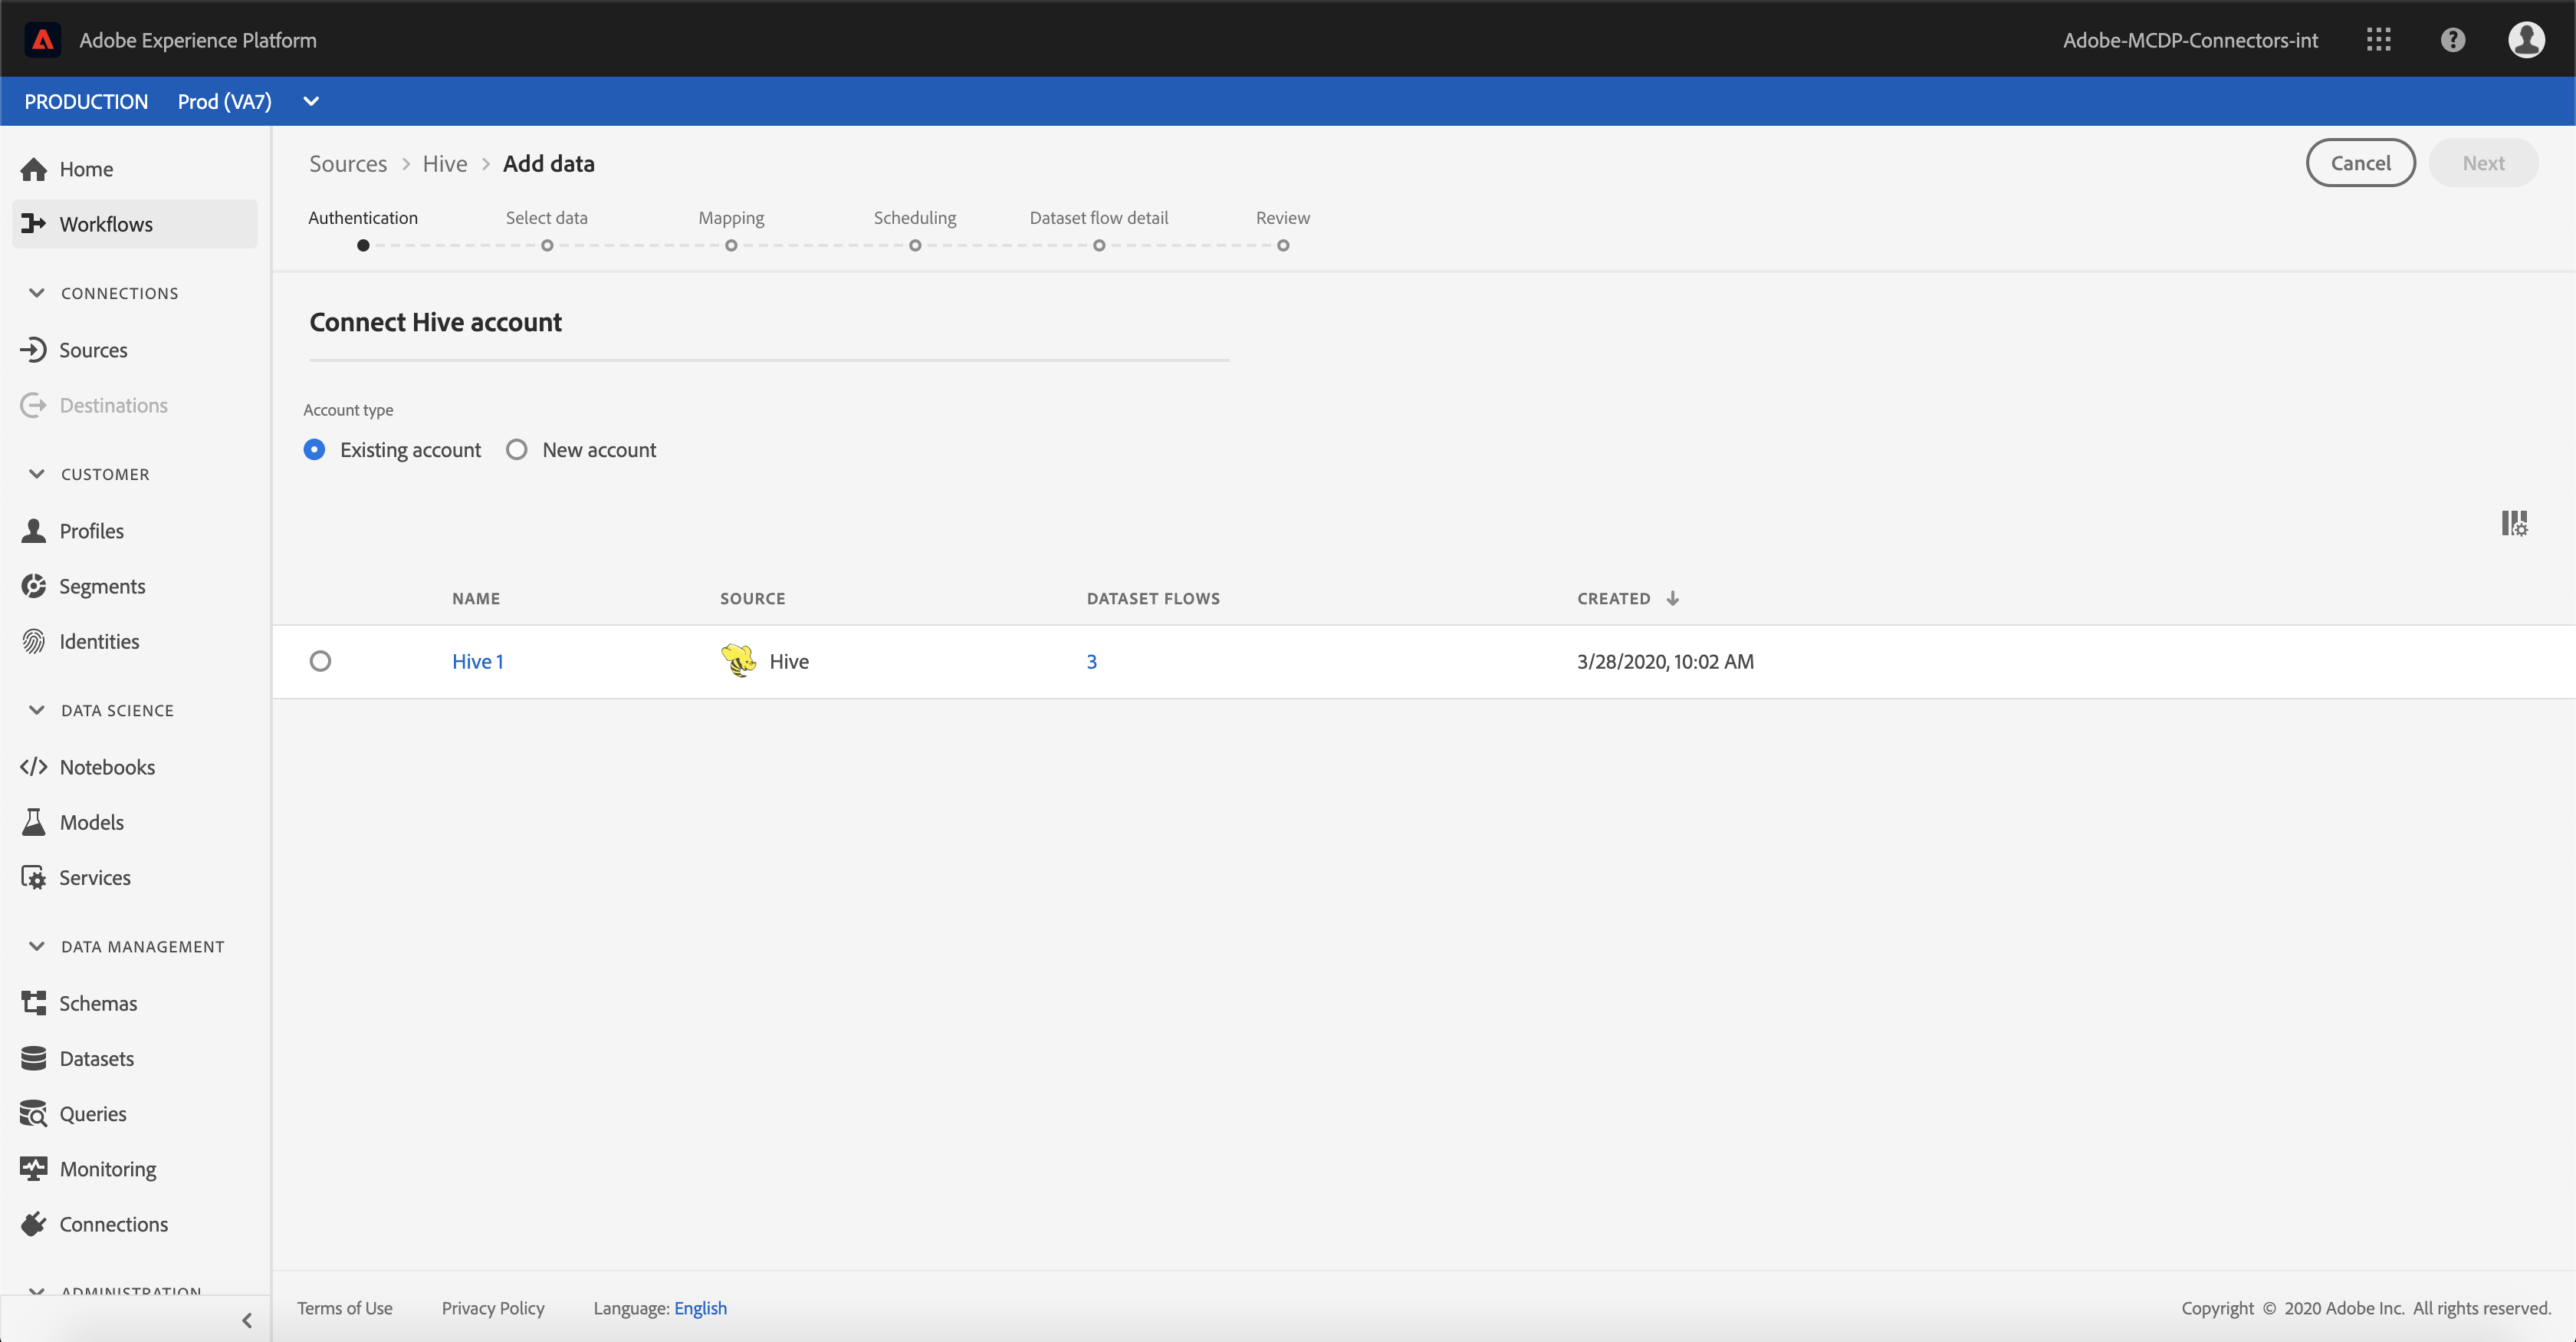 Adobe Experience Platform
Adobe-MCDP-Connectors-int
PRODUCTION Prod (VA7)
Home
Workflows
CONNECTIONS
Sources
Destinations
CUSTOMER
Profiles
Segments
Identities
DATA SCIENCE
Notebooks
Models
Services
DATA MANAGEMENT
Schemas
Datasets
Queries
Monitoring
Connections
ADMINISTRATION
Sources > Hive > Add data
Cancel
Next
Authentication Select data Mapping Scheduling Dataset flow detail Review
Connect Hive account
Account type
Existing account New account
NAME SOURCE DATASET FLOWS CREATED
Hive 1 Hive 3 3/28/2020, 10:02 AM
Terms of Use Privacy Policy Language: English
Copyright © 2020 Adobe Inc. All rights reserved.